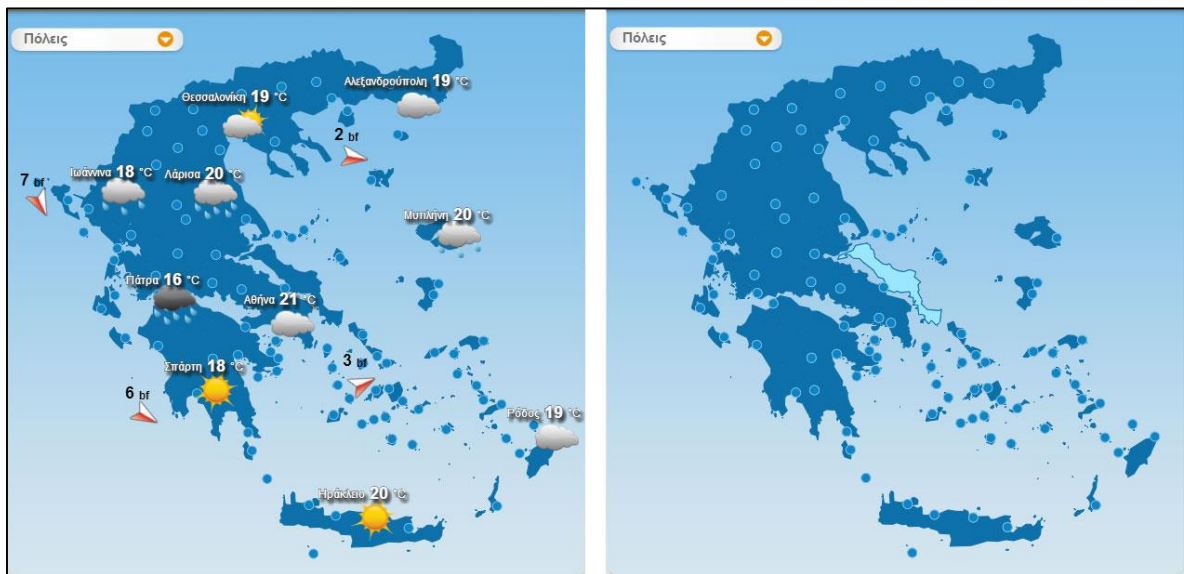 Πόλεις
Αλεξανδρούπολη 19 °C
Θεσσαλονίκη 19 °C
2 bf
Ιωάννινα 18 °C
Λάρισα 20 °C
7 bf
Μυτιλήνη 20 °C
Πάτρα 16 °C
Αθήνα 21 °C
3 bf
Σπάρτη 18 °C
6 bf
Ρόδος 19 °C
Ηράκλειο 20 °C
Πόλεις